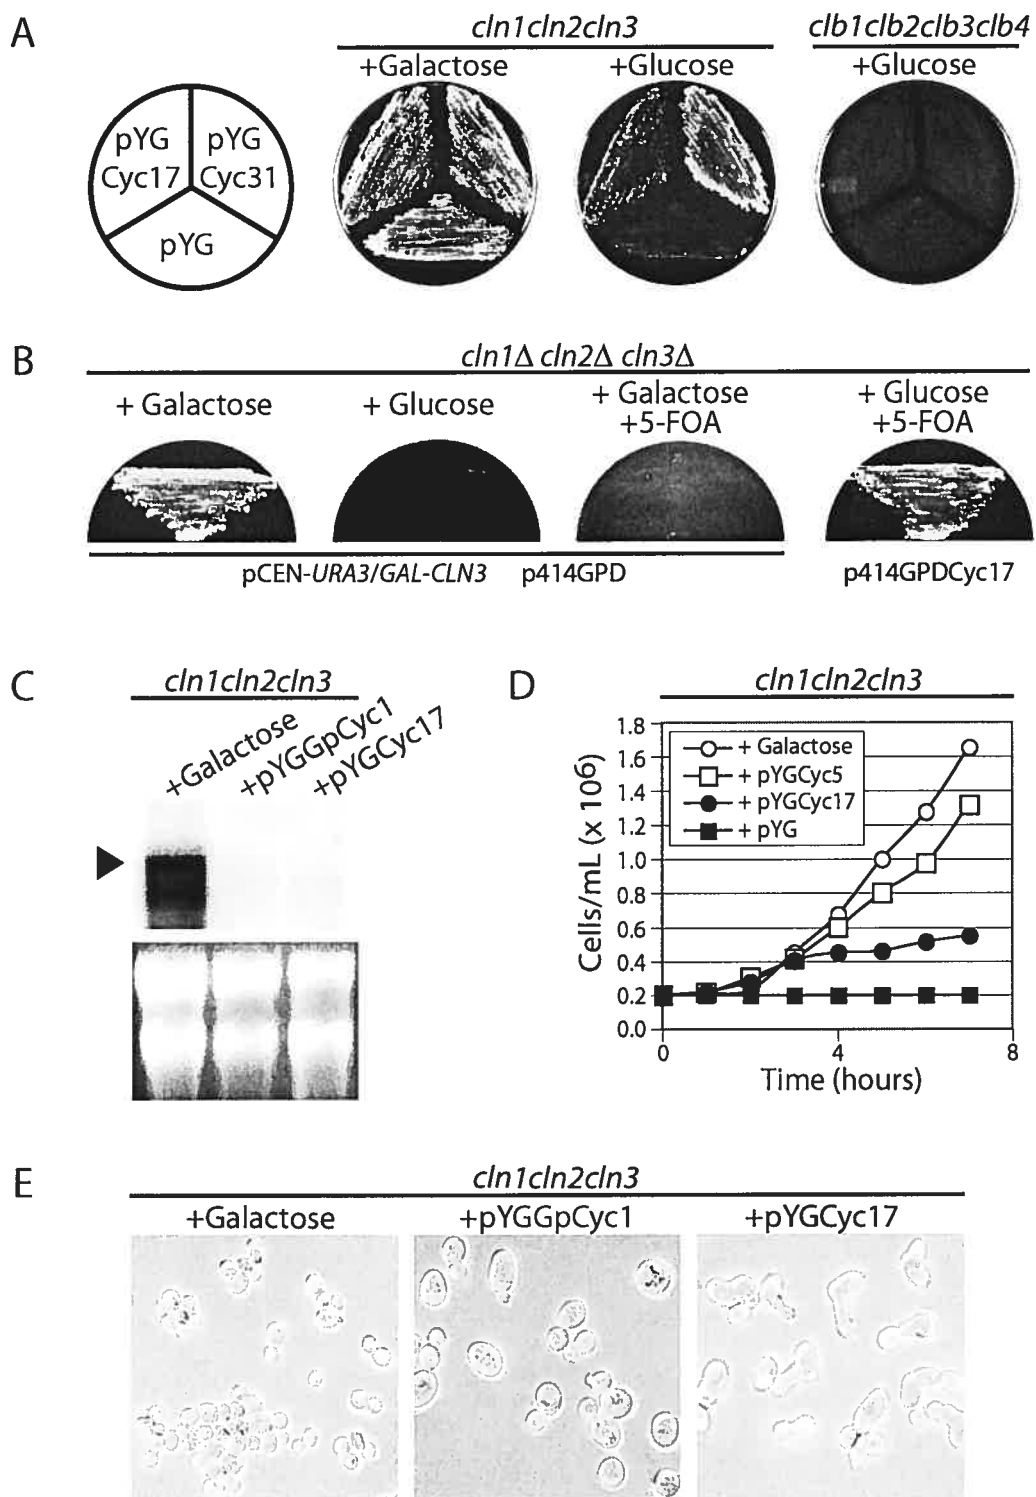 A
cln1cln2cln3
clb1clb2clb3clb4
+Galactose
+Glucose
+Glucose
pYG
Cyc17
pYG
Cyc31
pYG
B
cln1Δ cln2Δ cln3Δ
+ Galactose
+ Glucose
+ Galactose
+5-FOA
+ Glucose
+5-FOA
pCEN-URA3/GAL-CLN3
p414GPD
p414GPDCyc17
C
cln1cln2cln3
+Galactose
+pYGGpCyc1
+pYGCyc17
D
cln1cln2cln3
1.8
1.6
1.4
1.2
1.0
0.8
0.6
0.4
0.2
0.0
Cells/mL (x 10⁶)
+ Galactose
+ pYGCyc5
+ pYGCyc17
+ pYG
0
4
8
Time (hours)
E
cln1cln2cln3
+Galactose
+pYGGpCyc1
+pYGCyc17